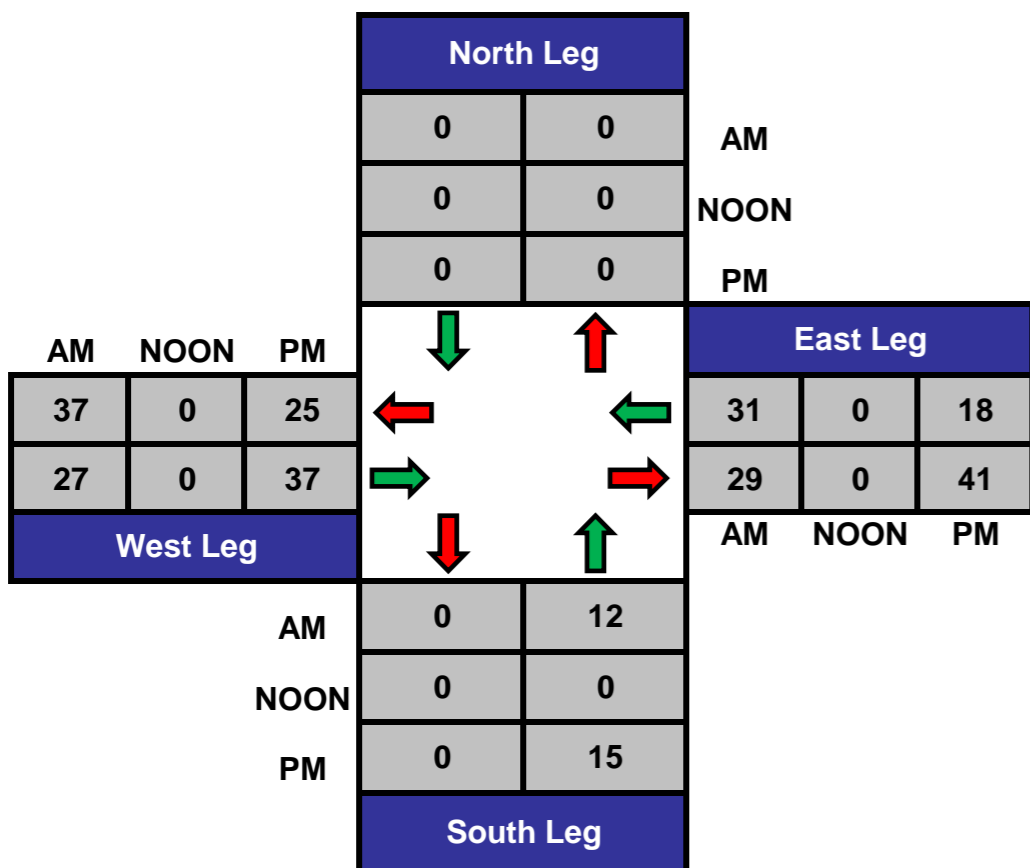 North Leg
0 0
AM
0 0
NOON
0 0
PM
East Leg
AM NOON PM
37 0 25
31 0 18
27 0 37
29 0 41
West Leg
AM NOON PM
AM
0 12
NOON
0 0
PM
0 15
South Leg